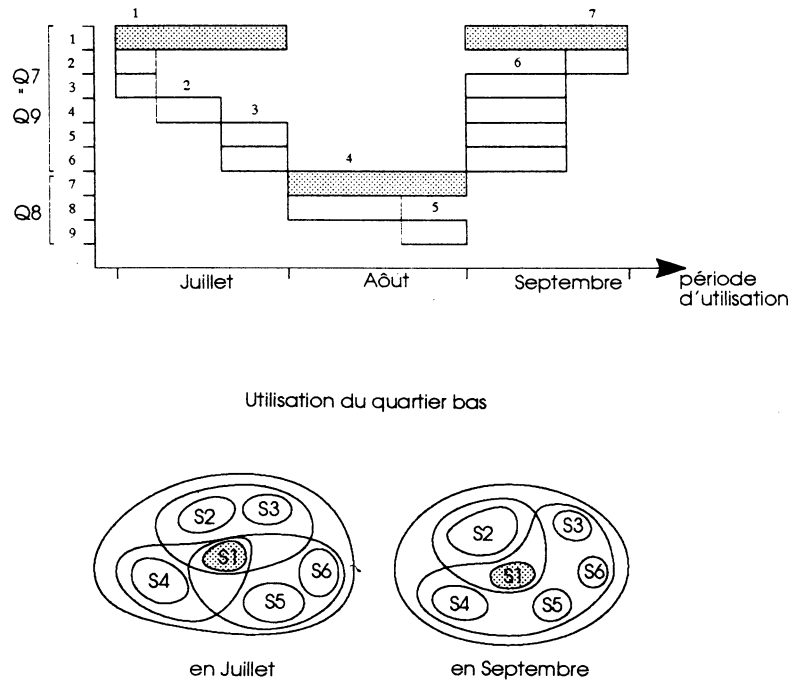 1 7
1
2 6
Q7 3 2
"
Q9 4 3
5
6 4
7
Q8 8 5
9
Juillet Aôut Septembre période
d'utilisation
Utilisation du quartier bas
S2 S3
S1
S4 S6
S5
S2 S3
S1 S6
S4 S5
en Juillet en Septembre